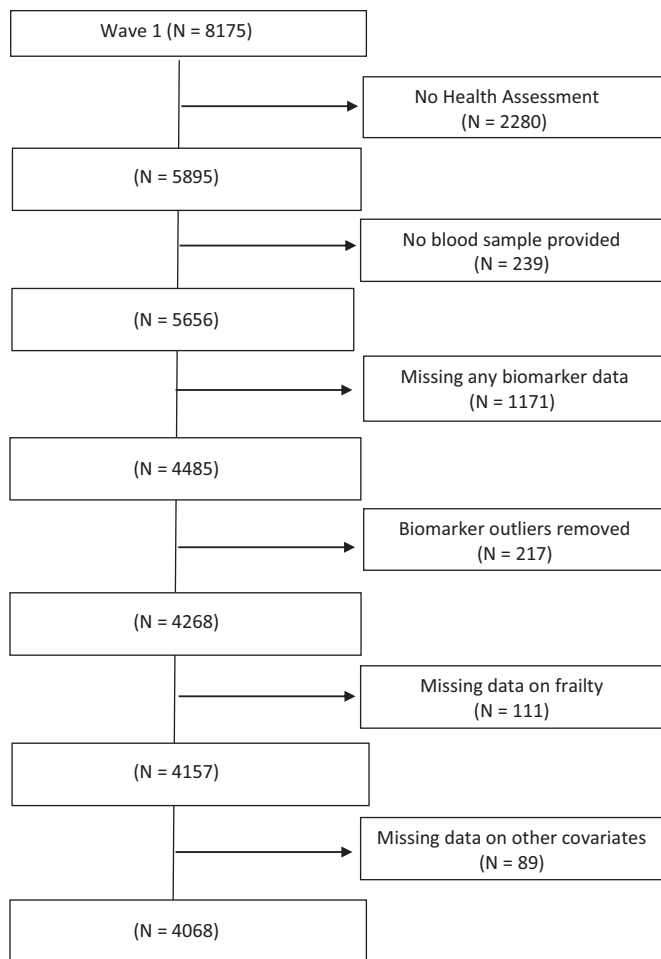 Wave 1 (N = 8175)
No Health Assessment
(N = 2280)
(N = 5895)
No blood sample provided
(N = 239)
(N = 5656)
Missing any biomarker data
(N = 1171)
(N = 4485)
Biomarker outliers removed
(N = 217)
(N = 4268)
Missing data on frailty
(N = 111)
(N = 4157)
Missing data on other covariates
(N = 89)
(N = 4068)